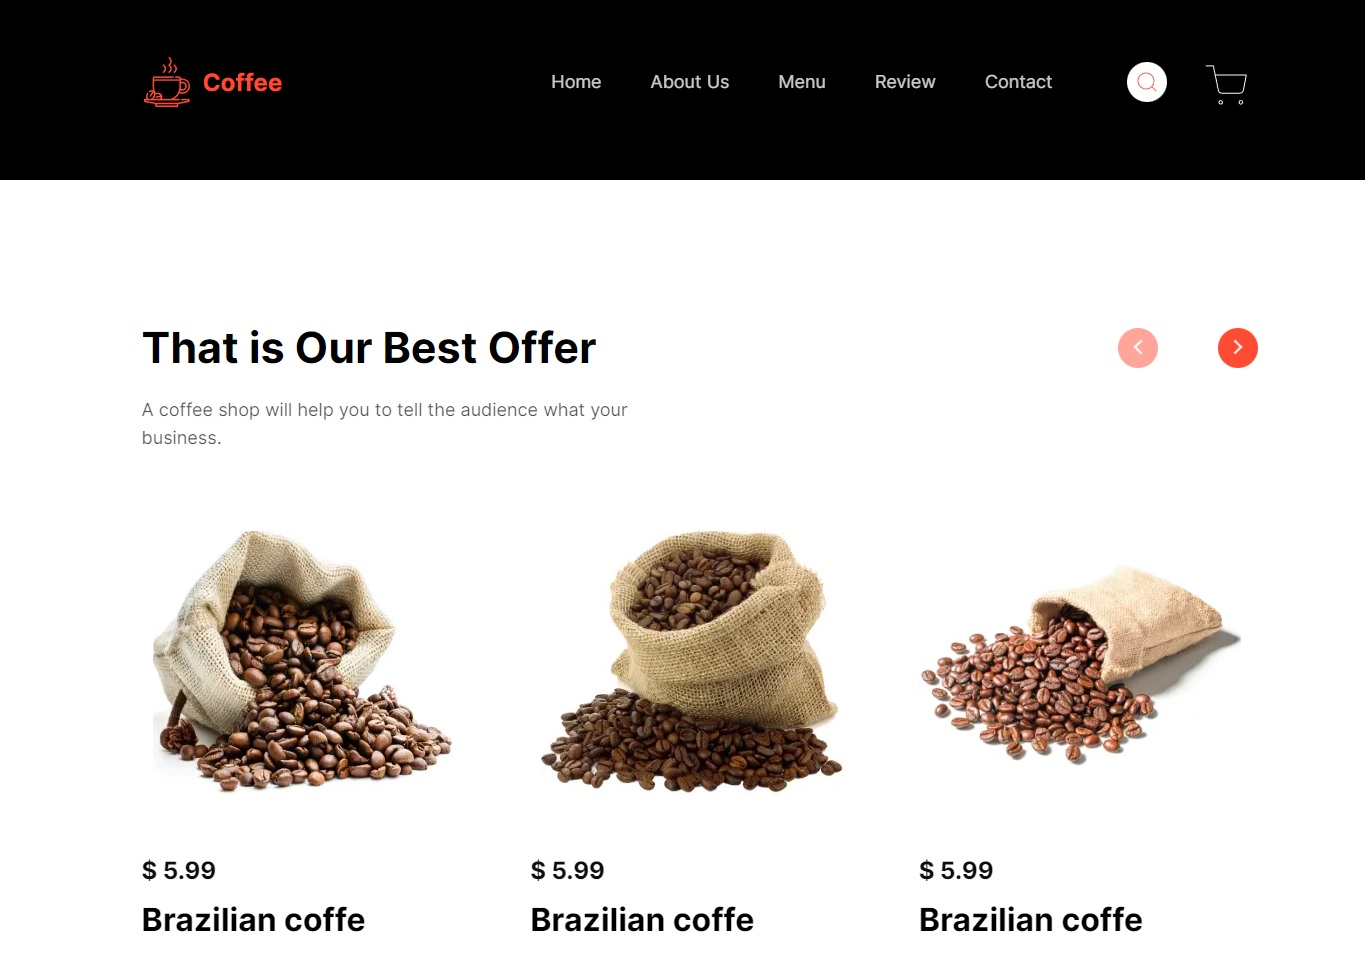 Coffee
Home About Us Menu Review Contact
That is Our Best Offer
A coffee shop will help you to tell the audience what your
business.
$ 5.99
Brazilian coffe
$ 5.99
Brazilian coffe
$ 5.99
Brazilian coffe